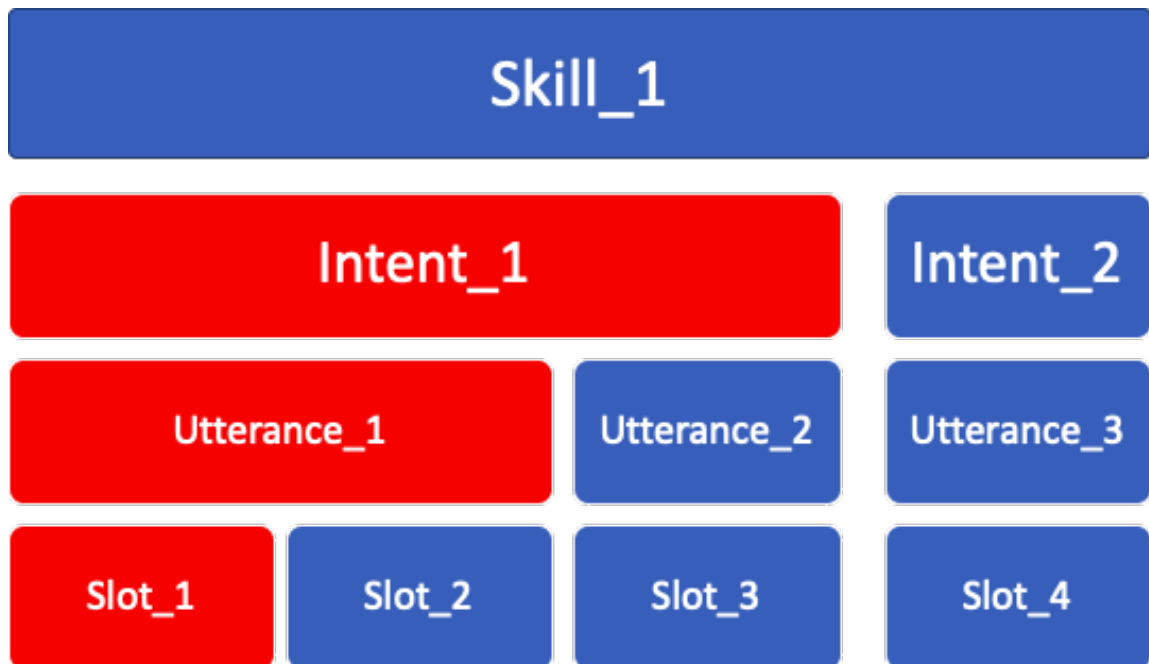 Skill_1
Intent_1 Intent_2
Utterance_1 Utterance_2 Utterance_3
Slot_1 Slot_2 Slot_3 Slot_4